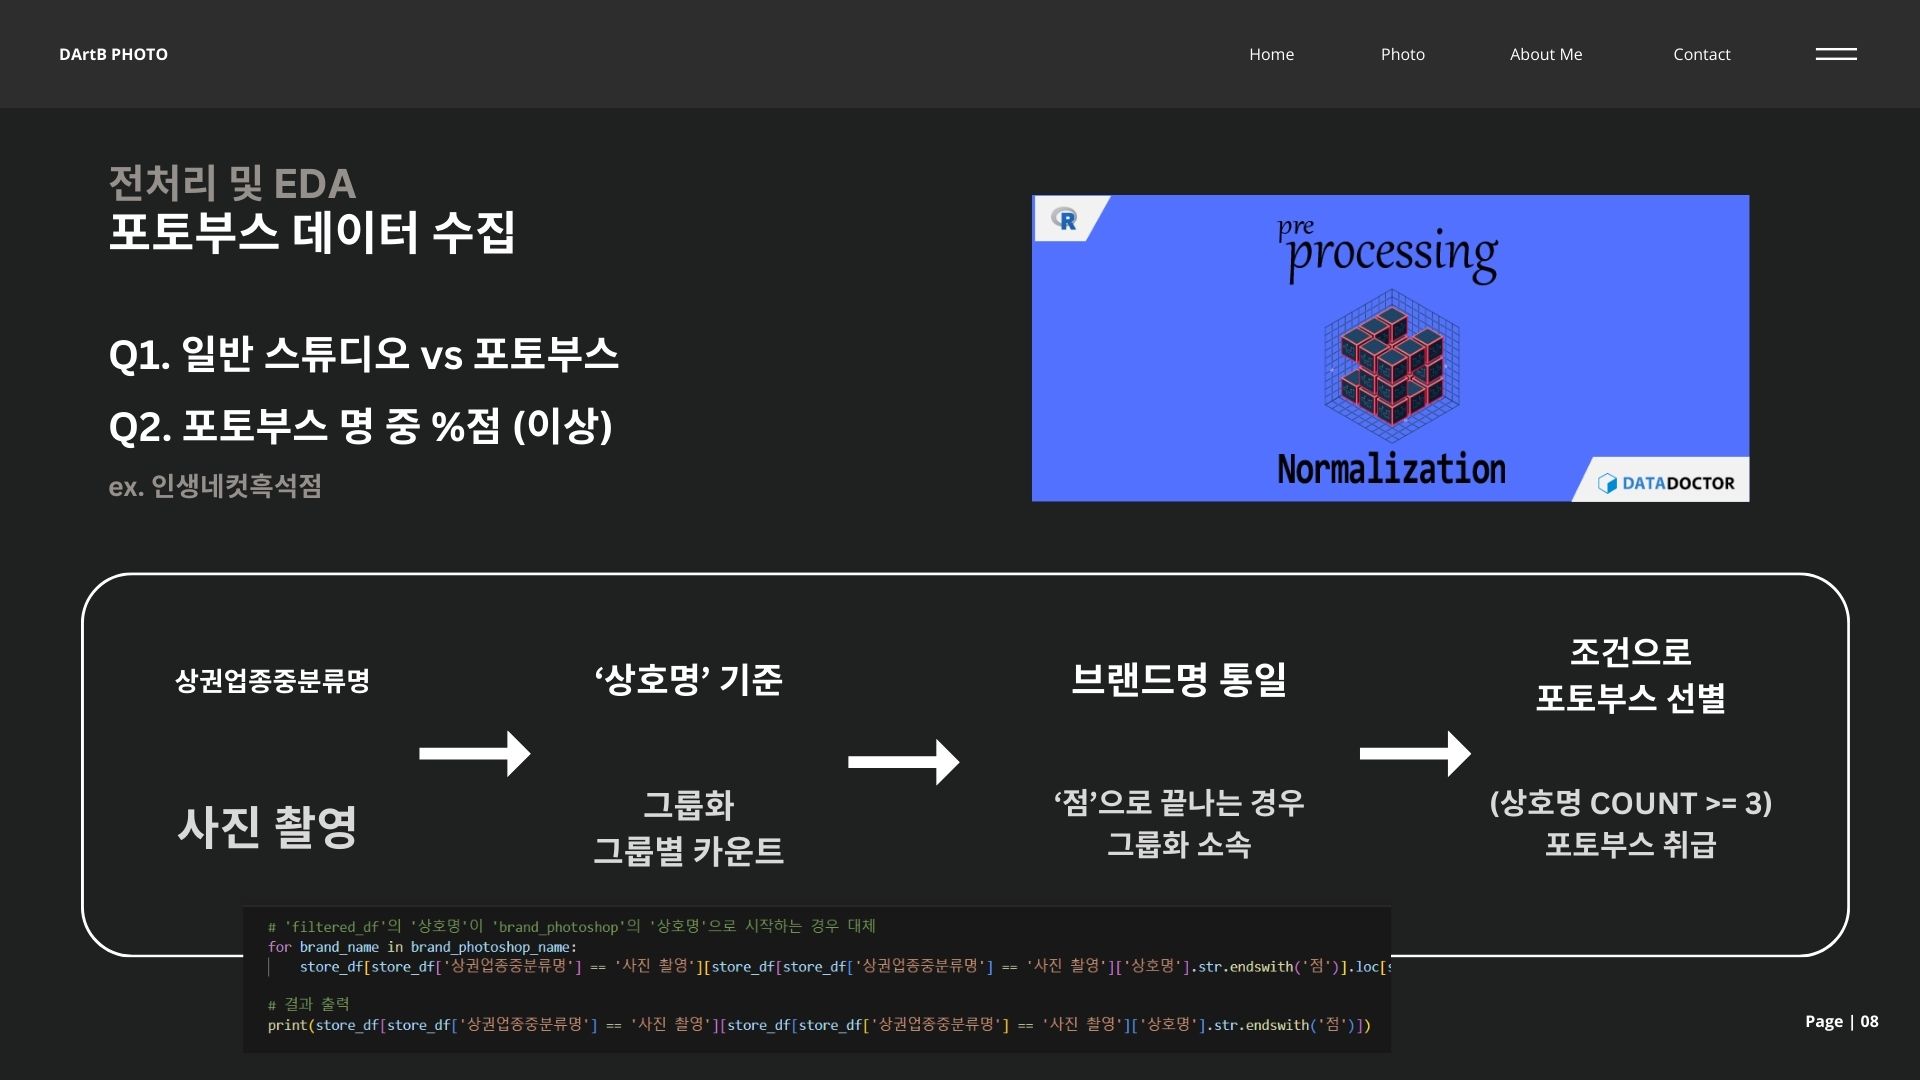 DArtB PHOTO
Home
Photo
About Me
Contact
전처리 및 EDA
포토부스 데이터 수집
Q1. 일반 스튜디오 vs 포토부스
Q2. 포토부스 명 중 %점 (이상)
ex. 인생네컷흑석점
R
pre
processing
Normalization
DATADOCTOR
상권업종중분류명
사진 촬영
‘상호명’ 기준
그룹화
그룹별 카운트
브랜드명 통일
‘점’으로 끝나는 경우
그룹화 소속
조건으로
포토부스 선별
(상호명 COUNT >= 3)
포토부스 취급
# 'filtered_df'의 '상호명'이 'brand_photoshop'의 '상호명'으로 시작하는 경우 대체
for brand_name in brand_photoshop_name:
store_df[store_df['상권업종중분류명'] == '사진 촬영'][store_df[store_df['상권업종중분류명'] == '사진 촬영']['상호명'].str.endswith('점')].loc[
# 결과 출력
print(store_df[store_df['상권업종중분류명'] == '사진 촬영'][store_df[store_df['상권업종중분류명'] == '사진 촬영']['상호명'].str.endswith('점')])
Page | 08